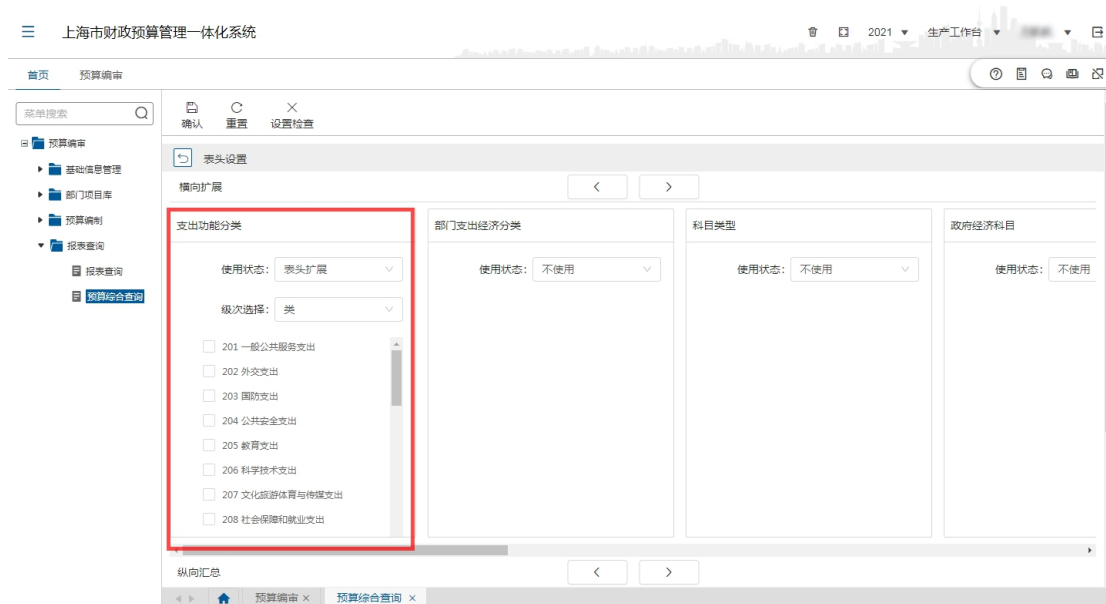 上海市财政预算管理一体化系统
2021 生产工作台
首页 预算编审
菜单搜索
确认 重置 设置检查
预算编审
基础信息管理
部门项目库
预算编制
报表查询
报表查询
预算综合查询
表头设置
横向扩展
支出功能分类 部门支出经济分类 科目类型 政府经济科目
使用状态: 表头扩展 使用状态: 不使用 使用状态: 不使用 使用状态: 不使用
级次选择: 类
201 一般公共服务支出
202 外交支出
203 国防支出
204 公共安全支出
205 教育支出
206 科学技术支出
207 文化旅游体育与传媒支出
208 社会保障和就业支出
纵向汇总
预算编审 × 预算综合查询 ×